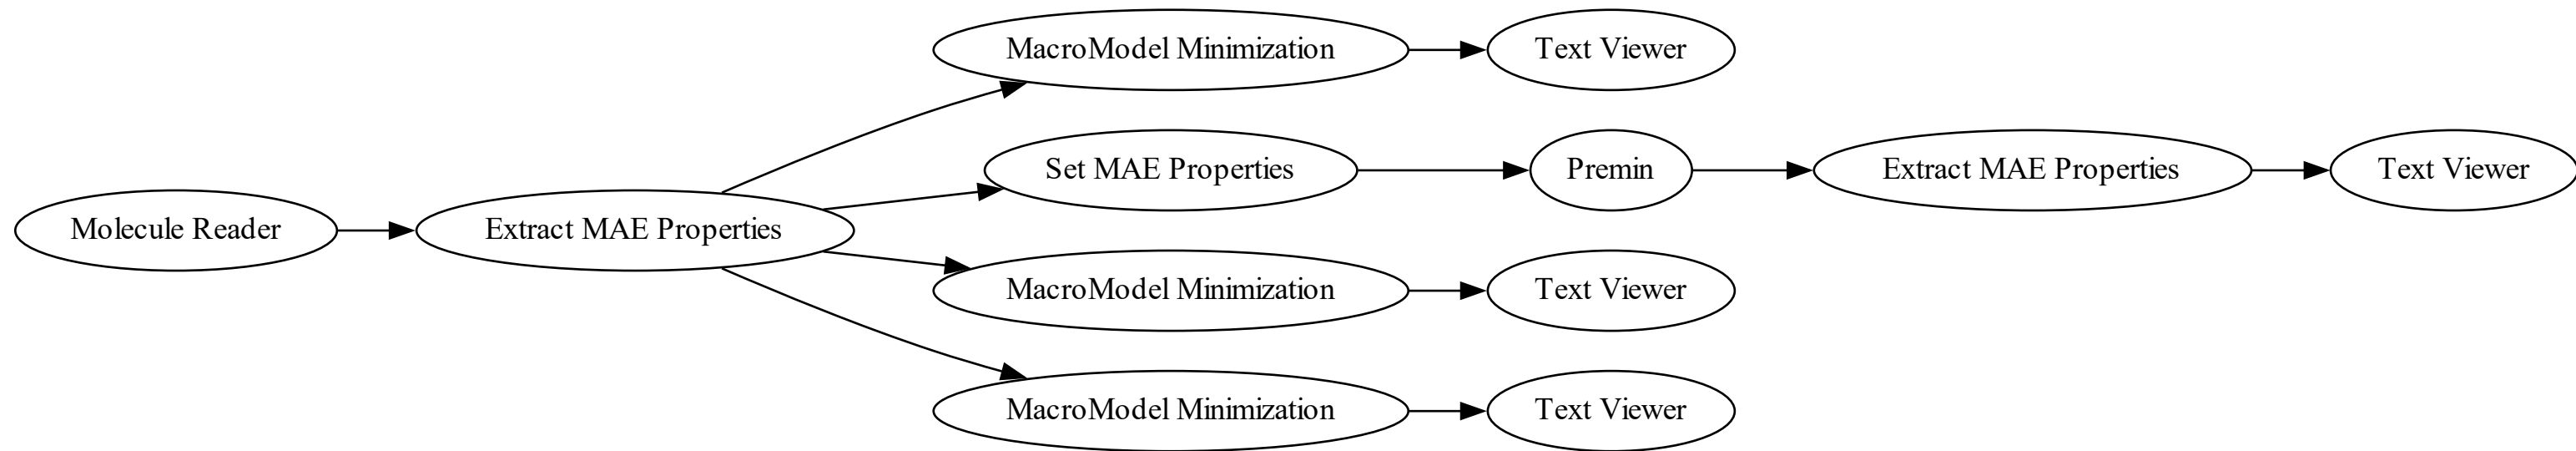 MacroModel Minimization
Text Viewer
Set MAE Properties
Premin
Extract MAE Properties
Text Viewer
Molecule Reader
Extract MAE Properties
MacroModel Minimization
Text Viewer
MacroModel Minimization
Text Viewer